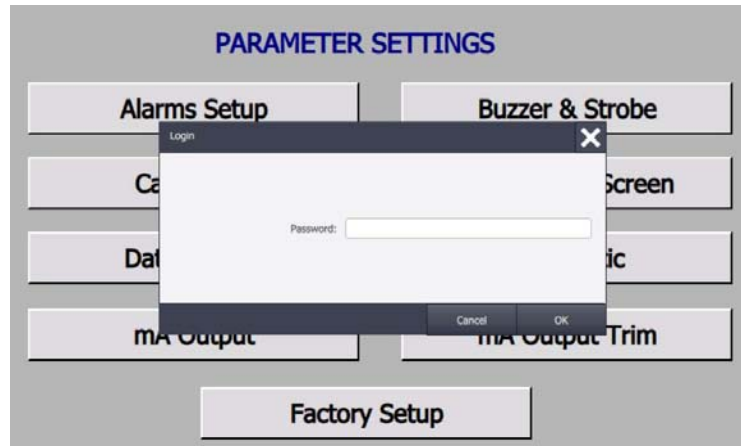 PARAMETER SETTINGS
Alarms Setup
Buzzer & Strobe
Login
Ca
Screen
Password:
Dat
ic
Cancel
OK
mA Output
mA Output Trim
Factory Setup